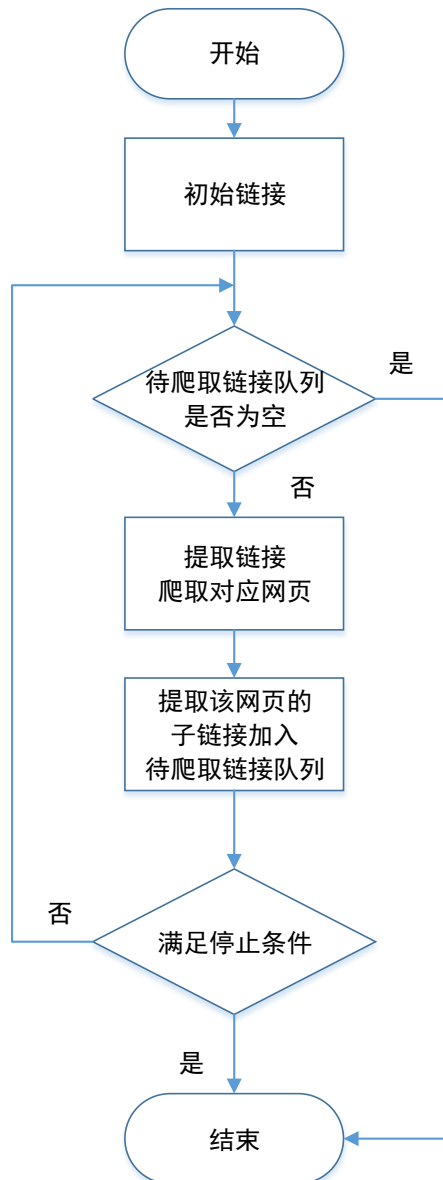 开始
初始链接
待爬取链接队列
是否为空
是
否
提取链接
爬取对应网页
提取该网页的
子链接加入
待爬取链接队列
否
满足停止条件
是
结束